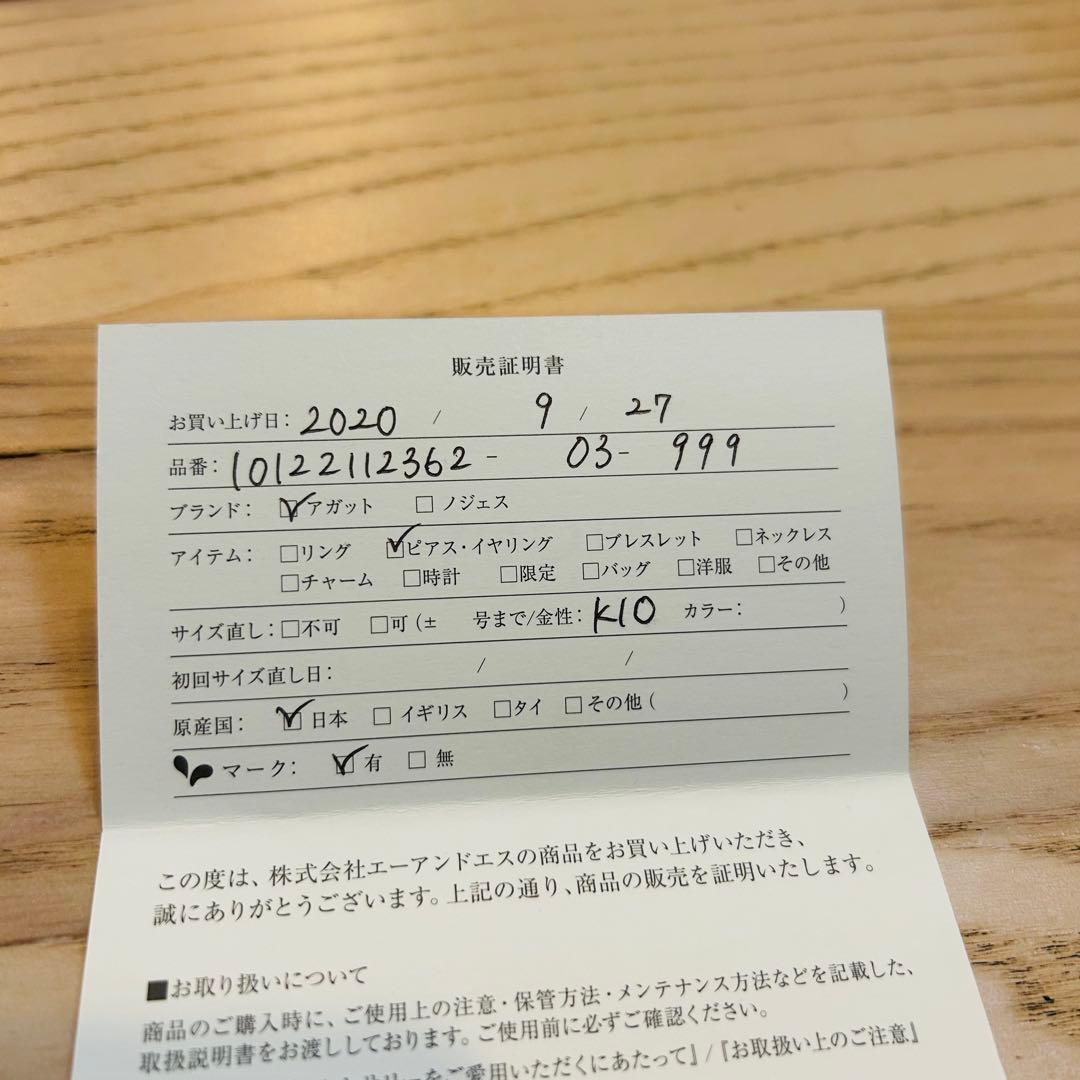 販売証明書
お買い上げ日: 2020 / 9 / 27
品番: 10122112362 - 03- 999
ブランド: ☑アガット □ ノジェス
アイテム: □リング ☑ピアス・イヤリング □ブレスレット □ネックレス
□チャーム □時計 □限定 □バッグ □洋服 □その他
サイズ直し: □不可 □可(± 号まで/金性: K10 カラー: )
初回サイズ直し日: / /
原産国: ☑日本 □ イギリス □タイ □その他( )
マーク: ☑有 □ 無
この度は、株式会社エーアンドエスの商品をお買い上げいただき、
誠にありがとうございます。上記の通り、商品の販売を証明いたします。
■お取り扱いについて
商品のご購入時に、ご使用上の注意・保管方法・メンテナンス方法などを記載した、
取扱説明書をお渡ししております。ご使用前に必ずご確認ください。
をご愛用いただくにあたって』/『お取扱い上のご注意』